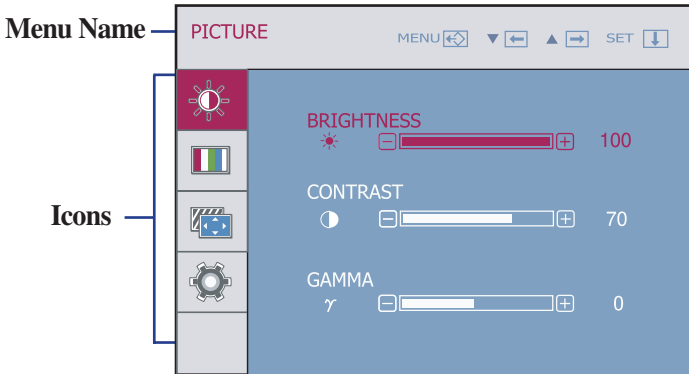 Menu Name
PICTURE MENU ▼ ▲ SET
BRIGHTNESS
100
CONTRAST
70
Icons
GAMMA
γ 0